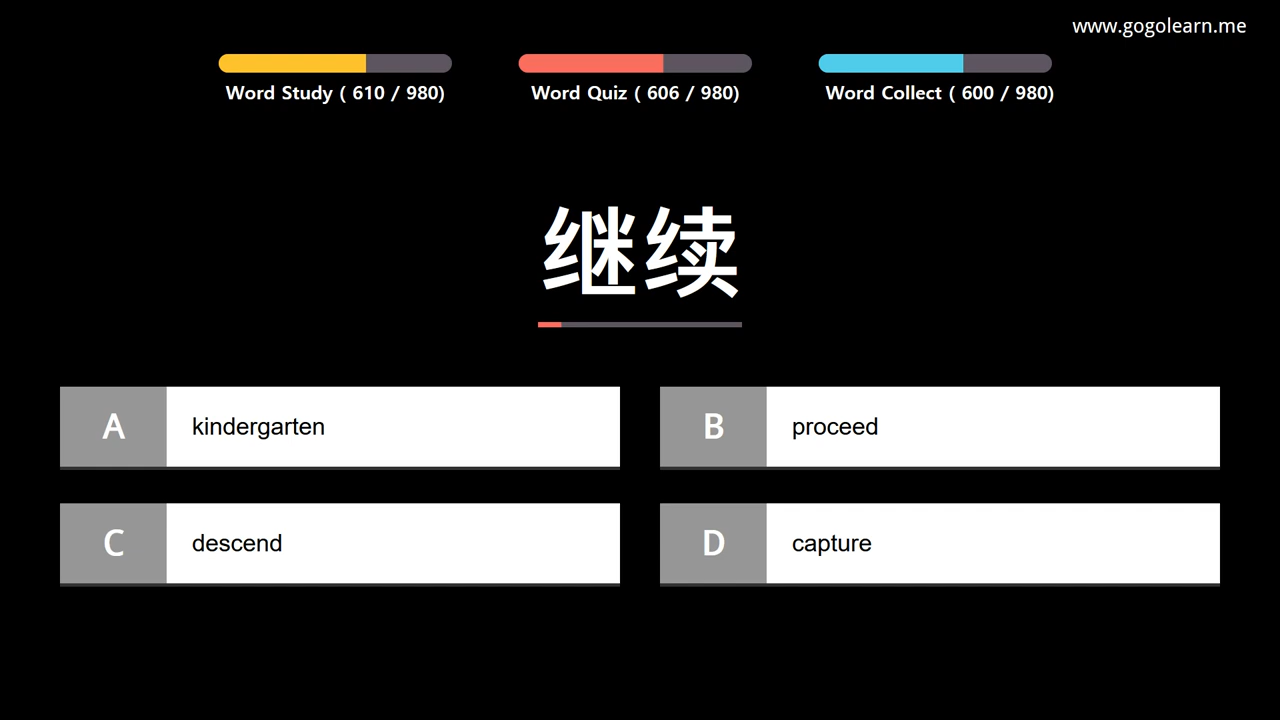 www.gogolearn.me
Word Study ( 610 / 980)
Word Quiz ( 606 / 980)
Word Collect ( 600 / 980)
继续
A kindergarten
B proceed
C descend
D capture